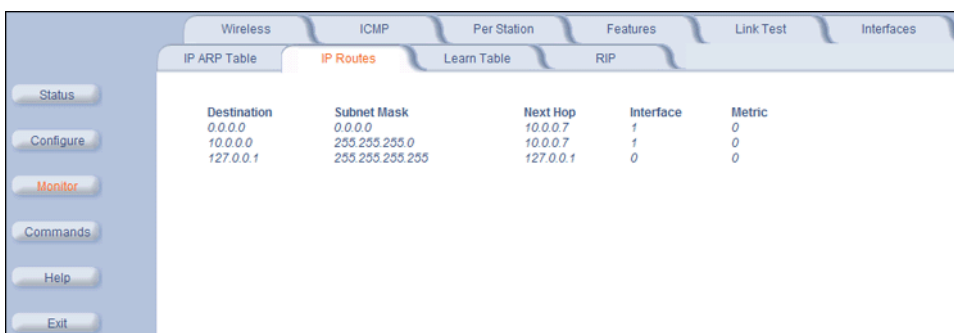 Wireless ICMP Per Station Features Link Test Interfaces
IP ARP Table IP Routes Learn Table RIP
Status
Configure
Monitor
Commands
Help
Exit
Destination Subnet Mask Next Hop Interface Metric
0.0.0.0 0.0.0.0 10.0.0.7 1 0
10.0.0.0 255.255.255.0 10.0.0.7 1 0
127.0.0.1 255.255.255.255 127.0.0.1 0 0